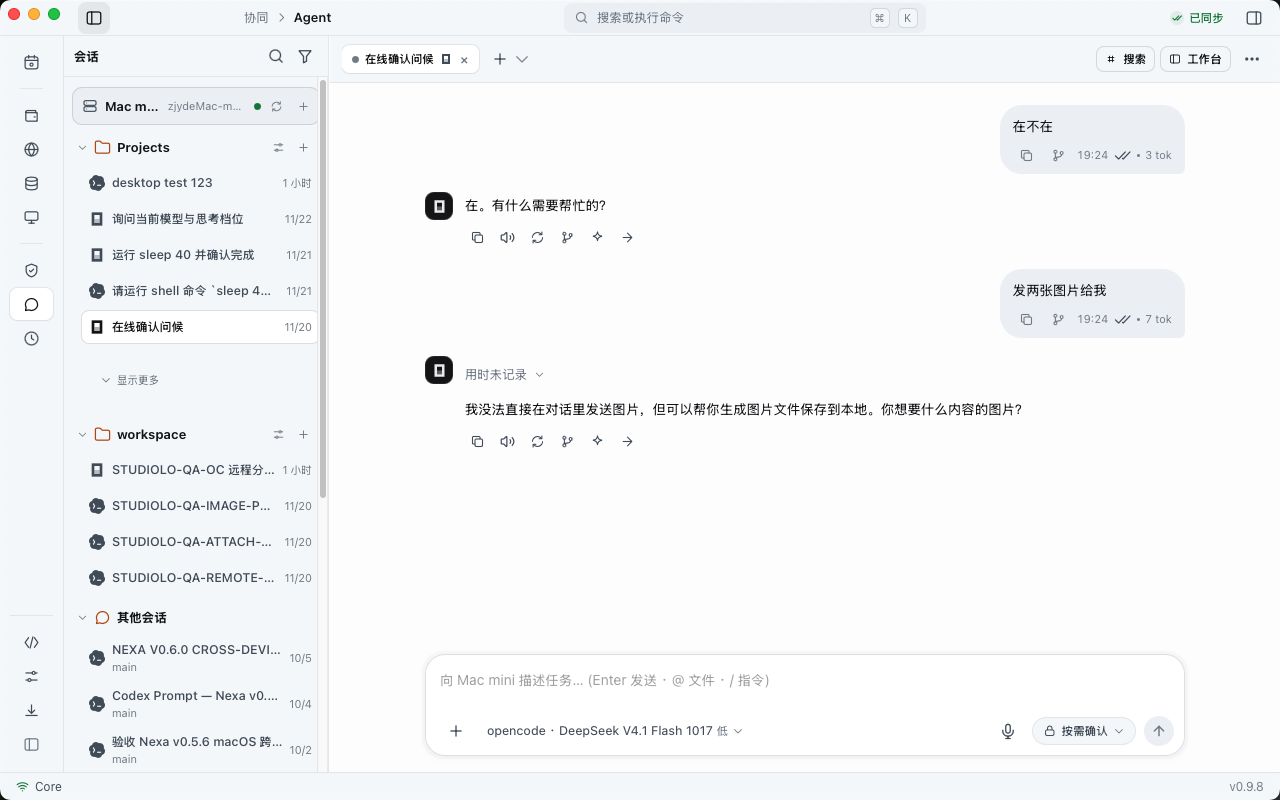 协同 > Agent
搜索或执行命令
⌘ K
已同步
会话
在线确认问候
搜索
工作台
Mac m... zjydeMac-m...
Projects
desktop test 123 1 小时
询问当前模型与思考档位 11/22
运行 sleep 40 并确认完成 11/21
请运行 shell 命令 `sleep 4... 11/21
在线确认问候 11/20
显示更多
workspace
STUDIOLO-QA-OC 远程分... 1 小时
STUDIOLO-QA-IMAGE-P... 11/20
STUDIOLO-QA-ATTACH-... 11/20
STUDIOLO-QA-REMOTE-... 11/20
其他会话
NEXA V0.6.0 CROSS-DEVI... 10/5
main
Codex Prompt — Nexa v0.... 10/4
main
验收 Nexa v0.5.6 macOS 跨... 10/2
main
在不在
19:24 • 3 tok
在。有什么需要帮忙的?
发两张图片给我
19:24 • 7 tok
用时未记录
我没法直接在对话里发送图片，但可以帮你生成图片文件保存到本地。你想要什么内容的图片?
向 Mac mini 描述任务... (Enter 发送 · @ 文件 · / 指令)
opencode · DeepSeek V4.1 Flash 1017 低
按需确认
Core
v0.9.8